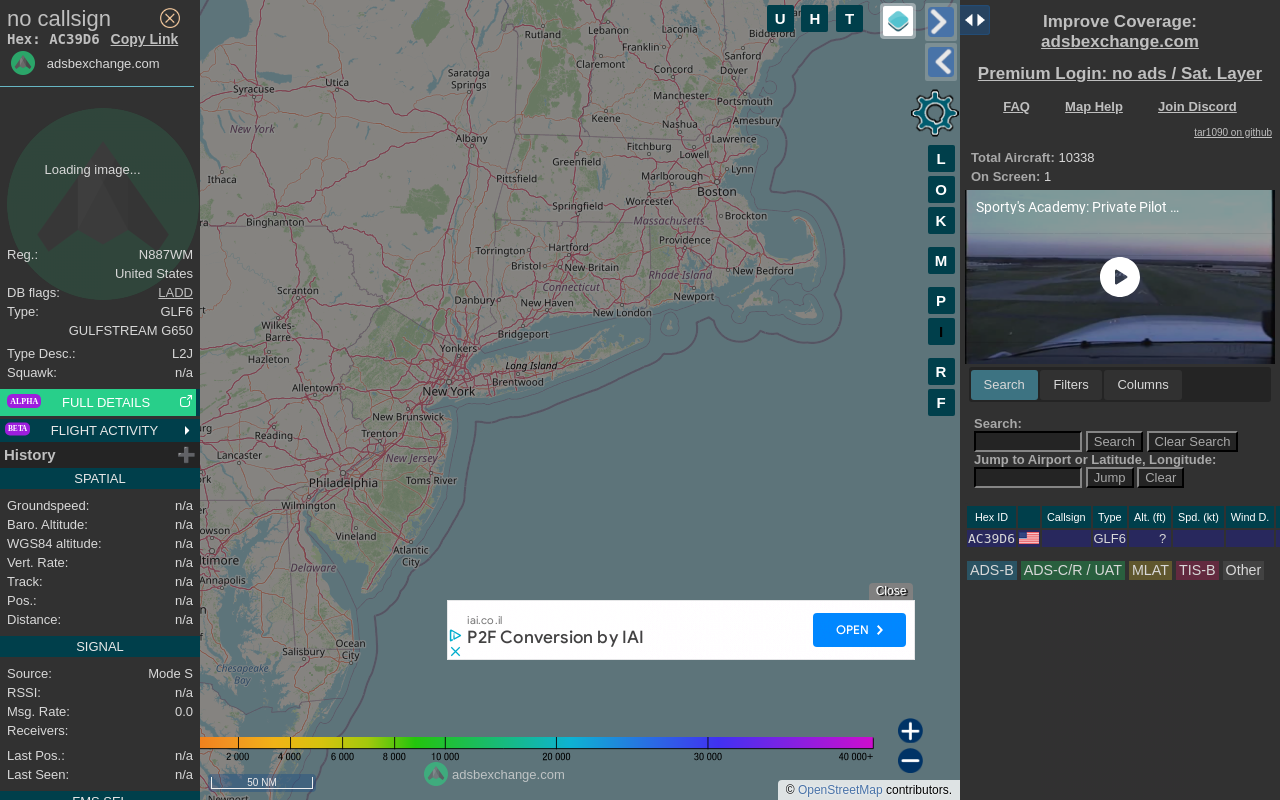 no callsign
Hex: AC39D6 Copy Link
adsbexchange.com
Loading image...
Reg.: N887WM
United States
DB flags: LADD
Type: GLF6
GULFSTREAM G650
Type Desc.: L2J
Squawk: n/a
ALPHA FULL DETAILS
BETA FLIGHT ACTIVITY
History
SPATIAL
Groundspeed: n/a
Baro. Altitude: n/a
WGS84 altitude: n/a
Vert. Rate: n/a
Track: n/a
Pos.: n/a
Distance: n/a
SIGNAL
Source: Mode S
RSSI: n/a
Msg. Rate: 0.0
Receivers:
Last Pos.: n/a
Last Seen: n/a
FMS SEL
U H T
L
O
K
M
P
I
R
F
Rutland
Lebanon
Laconia
Biddeford
Franklin
Sanford
Claremont
Concord
Dover
Saratoga
Springs
Utica
Syracuse
Manchester
Portsmouth
Keene
Nashua
Amesbury
New York
Albany
Lawrence
Fitchburg
Greenfield
Lowell
Lynn
Ithaca
Pittsfield
Marlborough
Boston
Worcester
Springfield
Binghamton
Massachusetts
Brockton
Providence
Hartford
Torrington
Bristol
New Britain
Rhode Island
New Bedford
Connecticut
Scranton
Danbury
New Haven
Newport
New London
Wilkes-
Barre
Bridgeport
Yonkers
Hazleton
Long Island
Brentwood
Allentown
New York
New Brunswick
Reading
Trenton
Lancaster
New Jersey
Toms River
Philadelphia
Wilmington
Vineland
Atlantic
City
Annapolis
Delaware
Ocean
City
Salisbury
Chesapeake
Bay
Newport
Close
iai.co.il
P2F Conversion by IAI
OPEN
2 000 4 000 6 000 8 000 10 000 20 000 30 000 40 000+
50 NM
adsbexchange.com
© OpenStreetMap contributors.
Improve Coverage:
adsbexchange.com
Premium Login: no ads / Sat. Layer
FAQ Map Help Join Discord
tar1090 on github
Total Aircraft: 10338
On Screen: 1
Sporty's Academy: Private Pilot ...
Search Filters Columns
Search:
Search Clear Search
Jump to Airport or Latitude, Longitude:
Jump Clear
Hex ID Callsign Type Alt. (ft) Spd. (kt) Wind D.
AC39D6 GLF6 ?
ADS-B ADS-C/R / UAT MLAT TIS-B Other